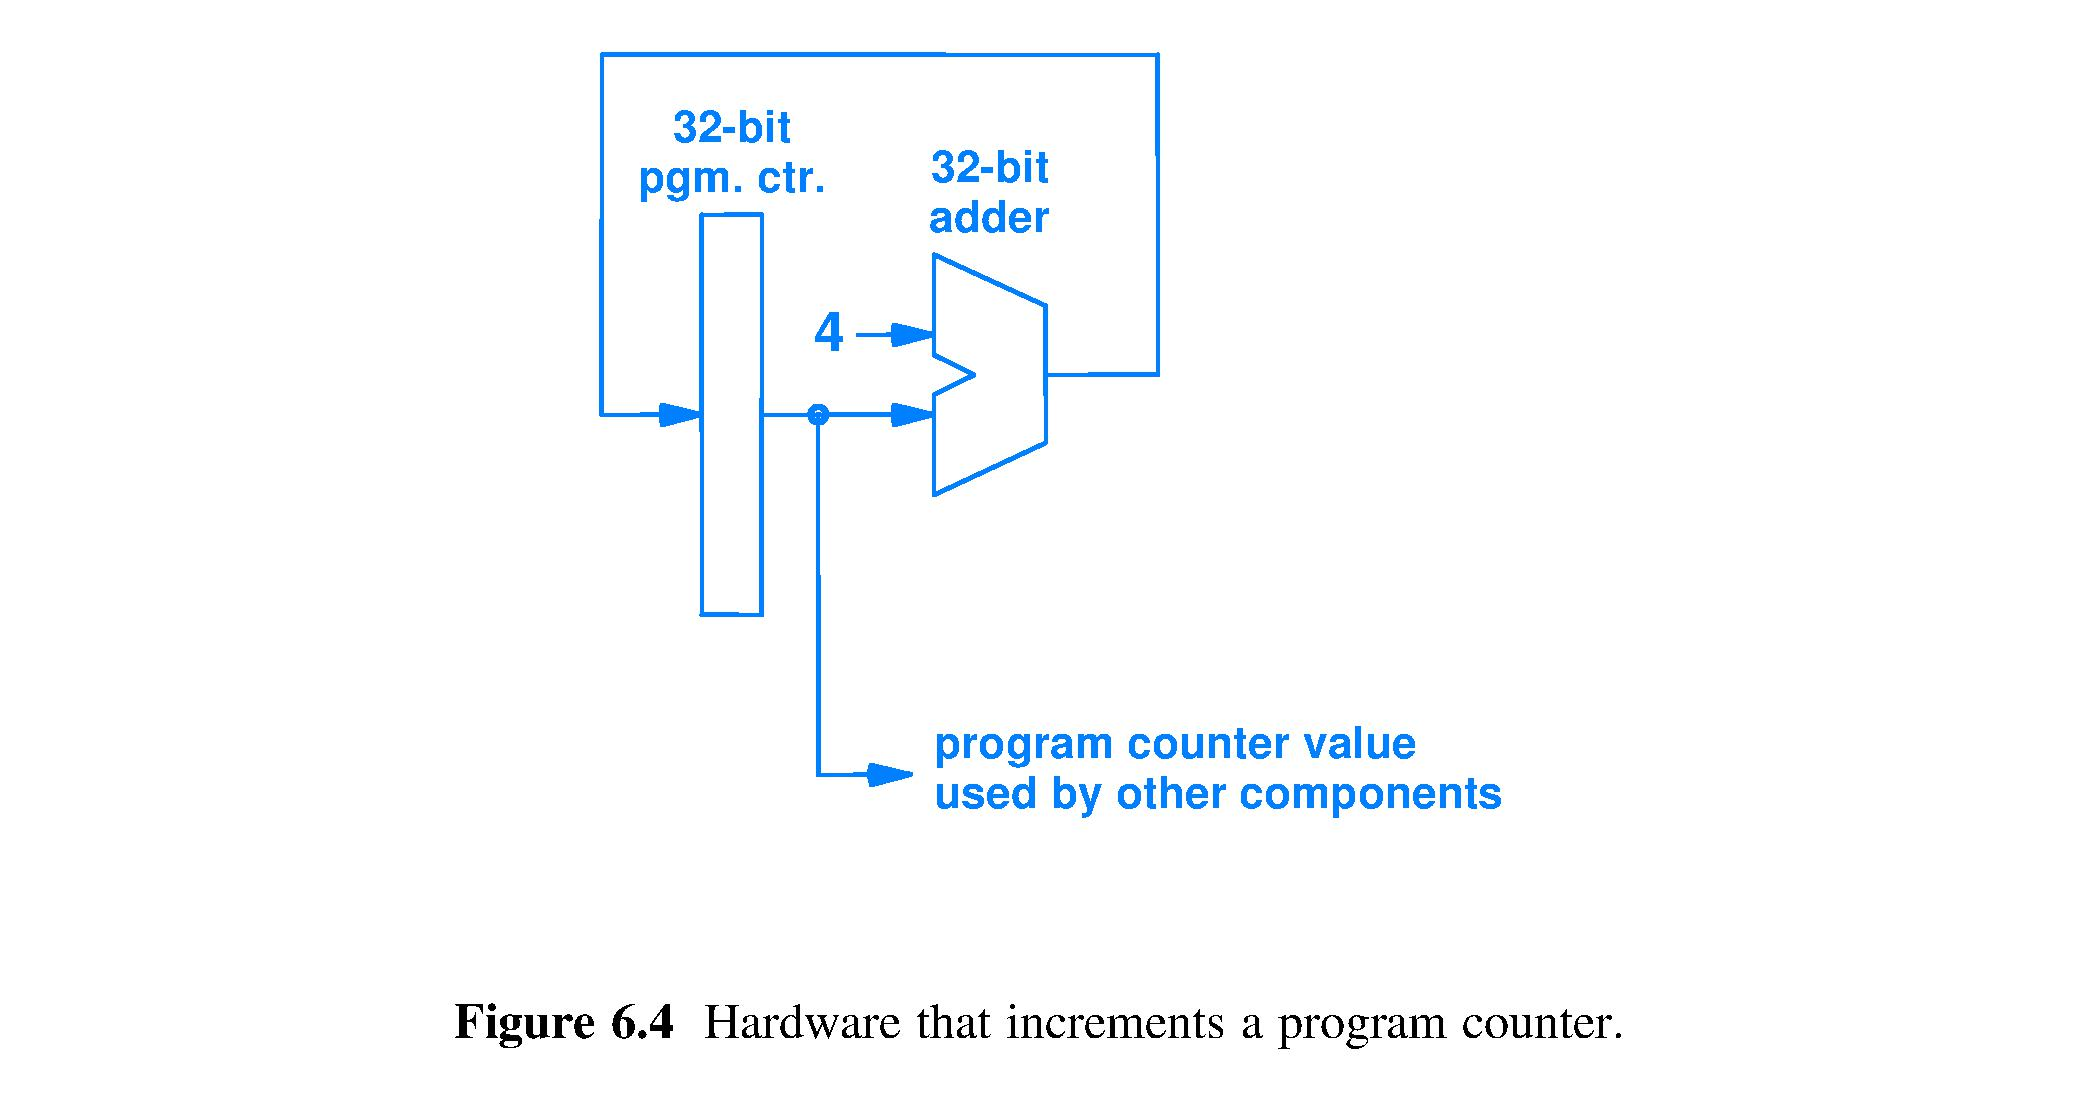 32-bit
pgm. ctr.
32-bit
adder
4
program counter value
used by other components
Figure 6.4 Hardware that increments a program counter.